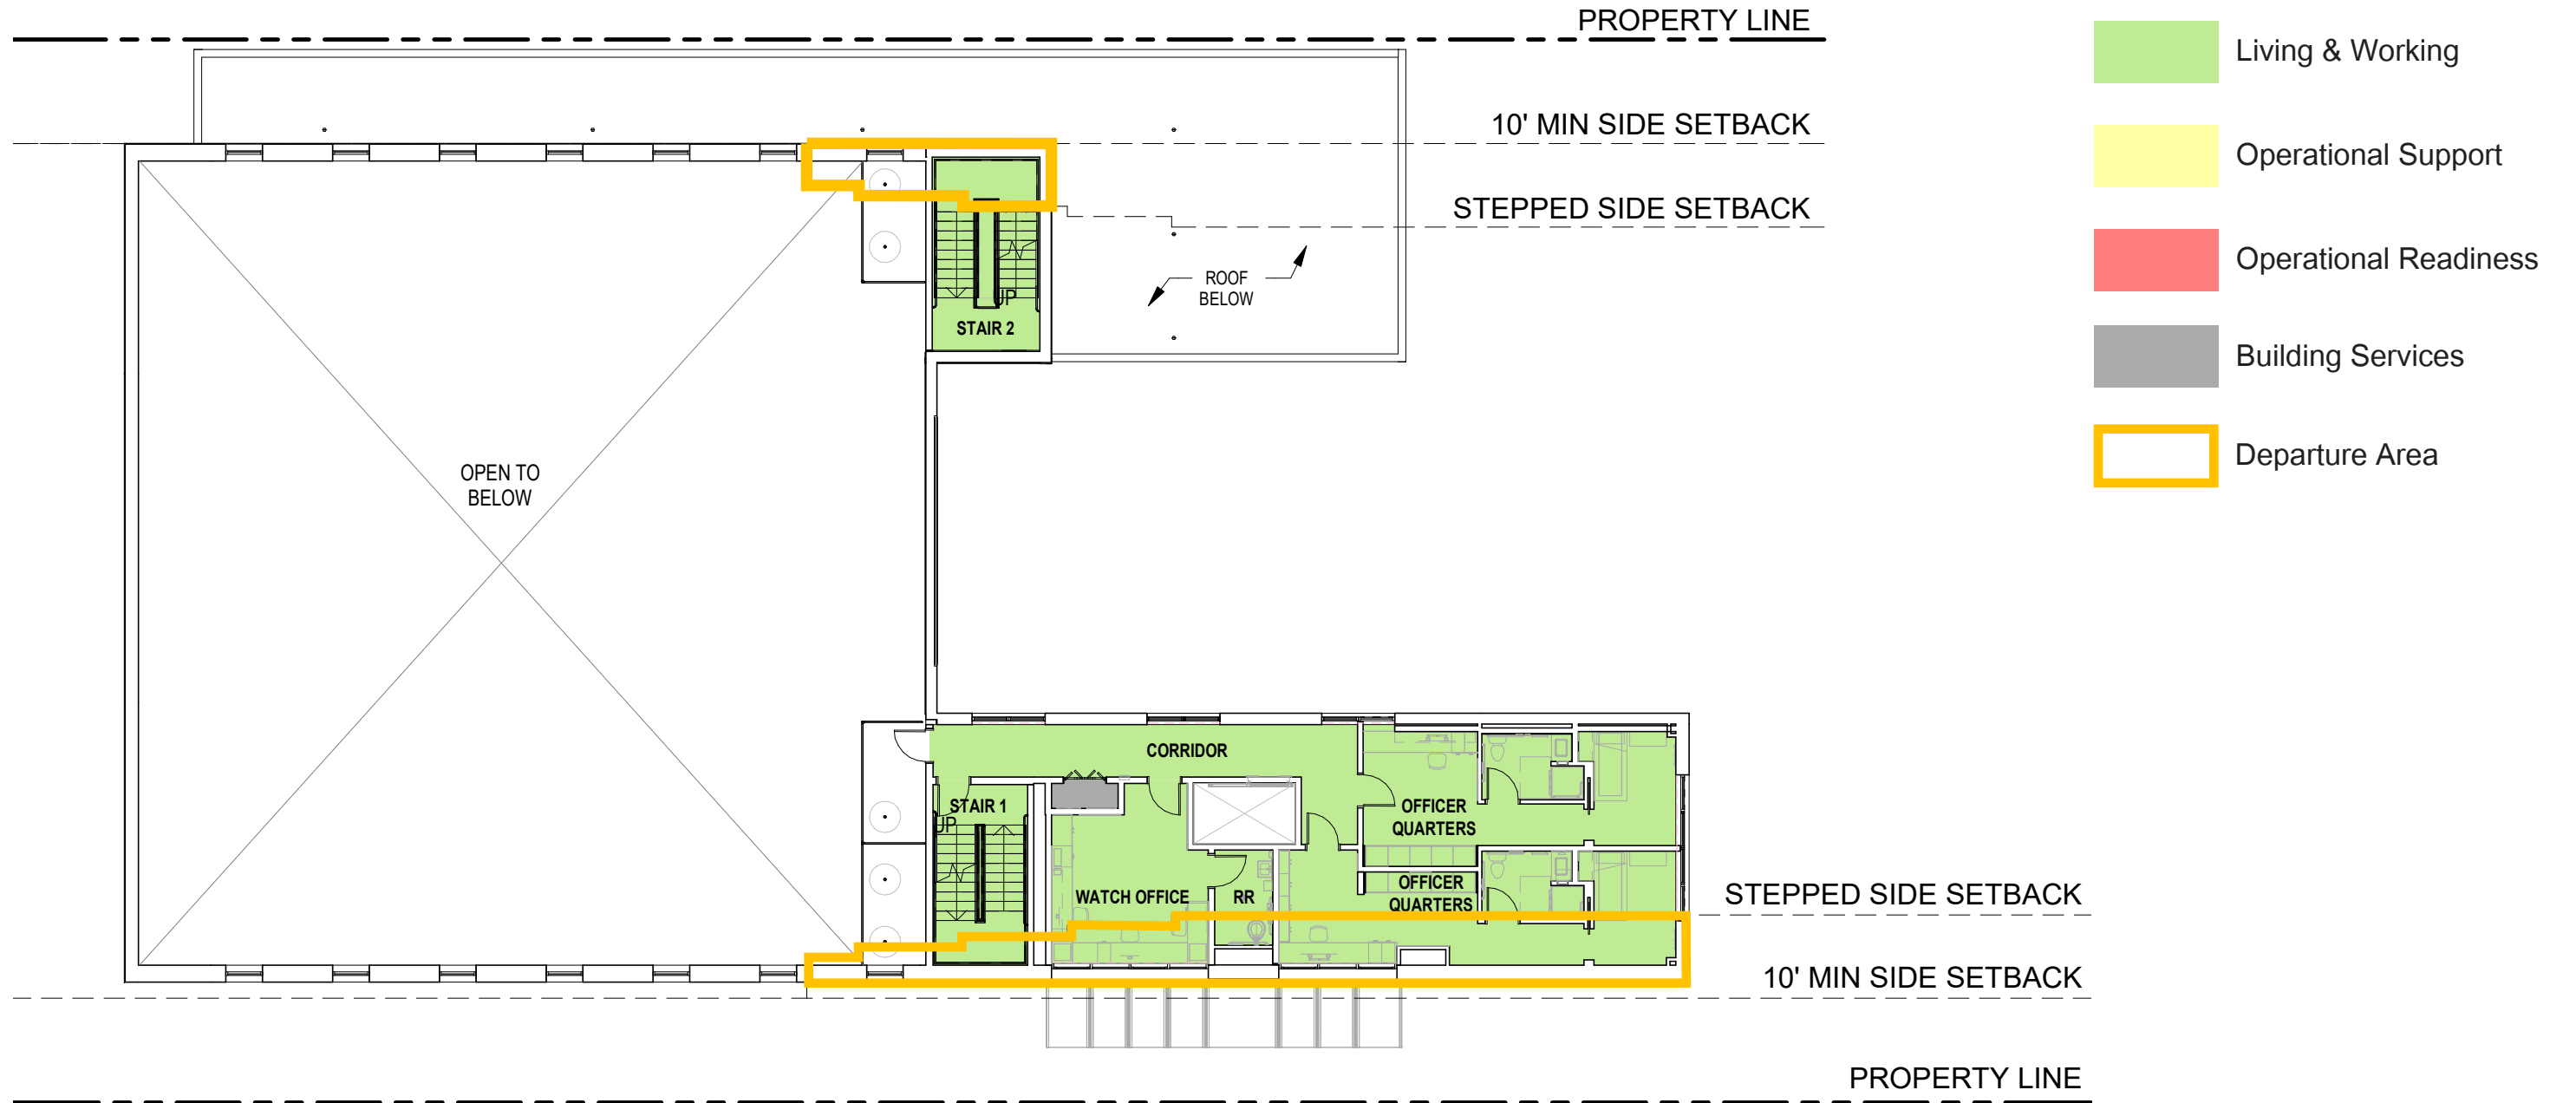 PROPERTY LINE
10' MIN SIDE SETBACK
STEPPED SIDE SETBACK
ROOF
BELOW
UP
STAIR 2
OPEN TO
BELOW
CORRIDOR
STAIR 1
UP
OFFICER
QUARTERS
WATCH OFFICE
RR
OFFICER
QUARTERS
STEPPED SIDE SETBACK
10' MIN SIDE SETBACK
PROPERTY LINE
Living & Working
Operational Support
Operational Readiness
Building Services
Departure Area